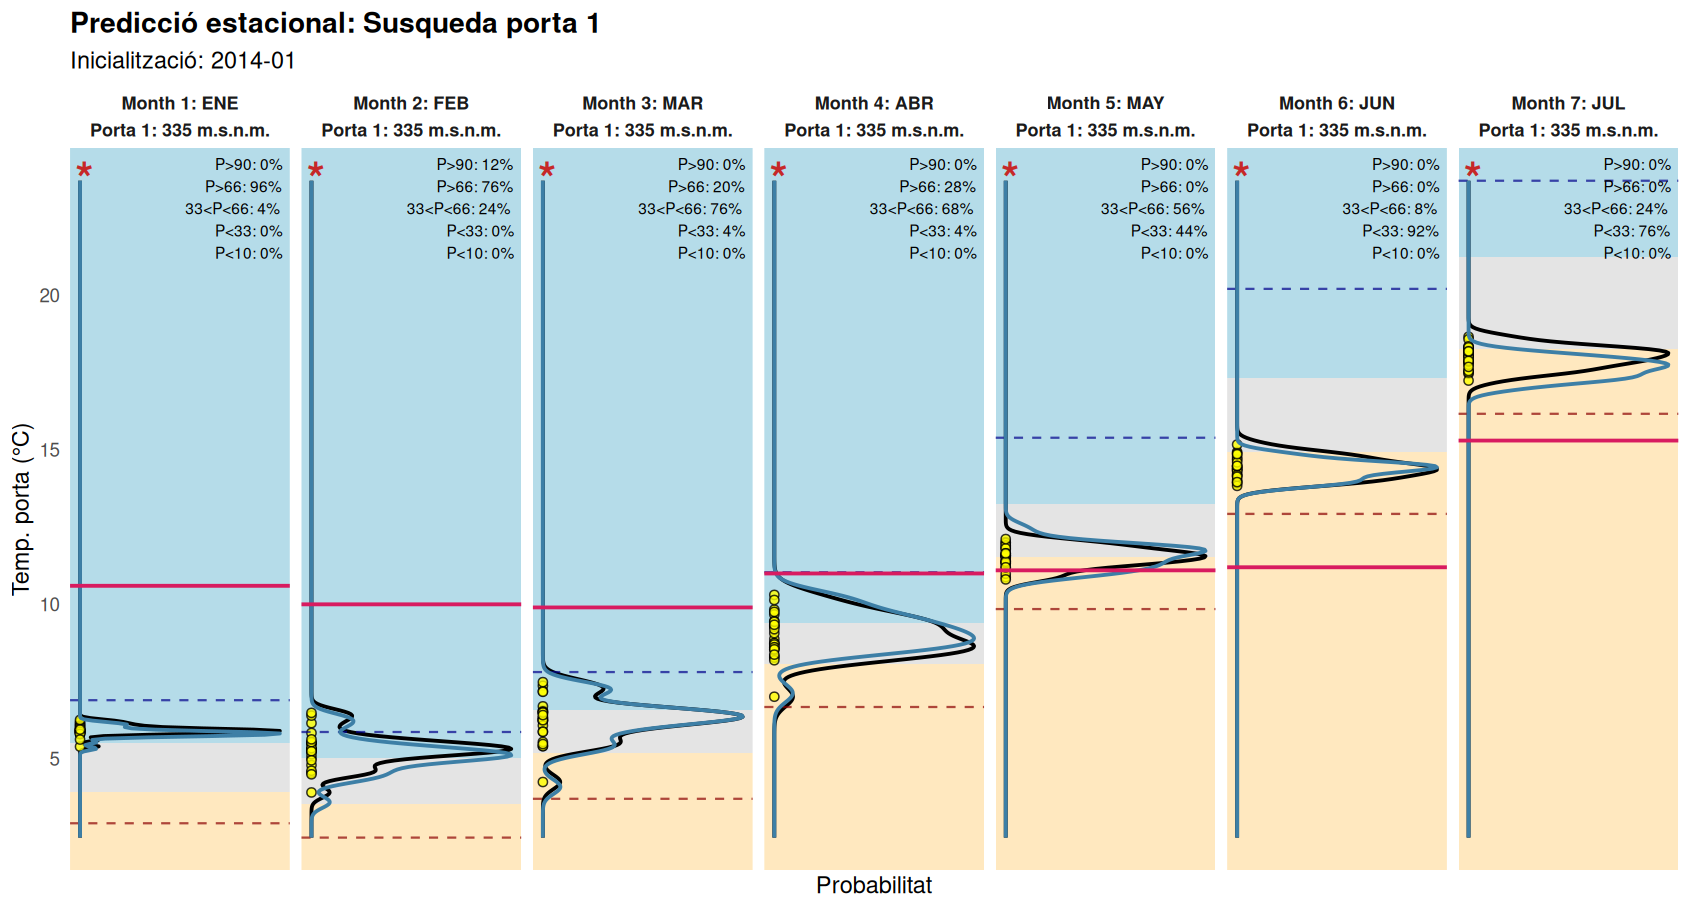 Predicció estacional: Susqueda porta 1
Inicialització: 2014-01
Month 1: ENE
Porta 1: 335 m.s.n.m.
Month 2: FEB
Porta 1: 335 m.s.n.m.
Month 3: MAR
Porta 1: 335 m.s.n.m.
Month 4: ABR
Porta 1: 335 m.s.n.m.
Month 5: MAY
Porta 1: 335 m.s.n.m.
Month 6: JUN
Porta 1: 335 m.s.n.m.
Month 7: JUL
Porta 1: 335 m.s.n.m.
*
P>90: 0%
P>66: 96%
33<P<66: 4%
P<33: 0%
P<10: 0%
*
P>90: 12%
P>66: 76%
33<P<66: 24%
P<33: 0%
P<10: 0%
*
P>90: 0%
P>66: 20%
33<P<66: 76%
P<33: 4%
P<10: 0%
*
P>90: 0%
P>66: 28%
33<P<66: 68%
P<33: 4%
P<10: 0%
*
P>90: 0%
P>66: 0%
33<P<66: 56%
P<33: 44%
P<10: 0%
*
P>90: 0%
P>66: 0%
33<P<66: 8%
P<33: 92%
P<10: 0%
*
P>90: 0%
P>66: 0%
33<P<66: 24%
P<33: 76%
P<10: 0%
20
15
10
5
Temp. porta (°C)
Probabilitat